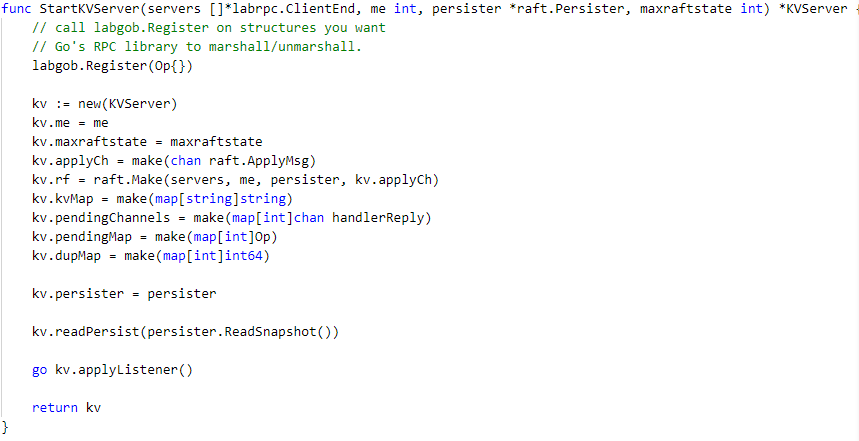 func StartKVServer(servers []*labrpc.ClientEnd, me int, persister *raft.Persister, maxraftstate int) *KVServer {
// call labgob.Register on structures you want
// Go's RPC library to marshall/unmarshall.
labgob.Register(Op{})
kv := new(KVServer)
kv.me = me
kv.maxraftstate = maxraftstate
kv.applyCh = make(chan raft.ApplyMsg)
kv.rf = raft.Make(servers, me, persister, kv.applyCh)
kv.kvMap = make(map[string]string)
kv.pendingChannels = make(map[int]chan handlerReply)
kv.pendingMap = make(map[int]Op)
kv.dupMap = make(map[int]int64)
kv.persister = persister
kv.readPersist(persister.ReadSnapshot())
go kv.applyListener()
return kv
}